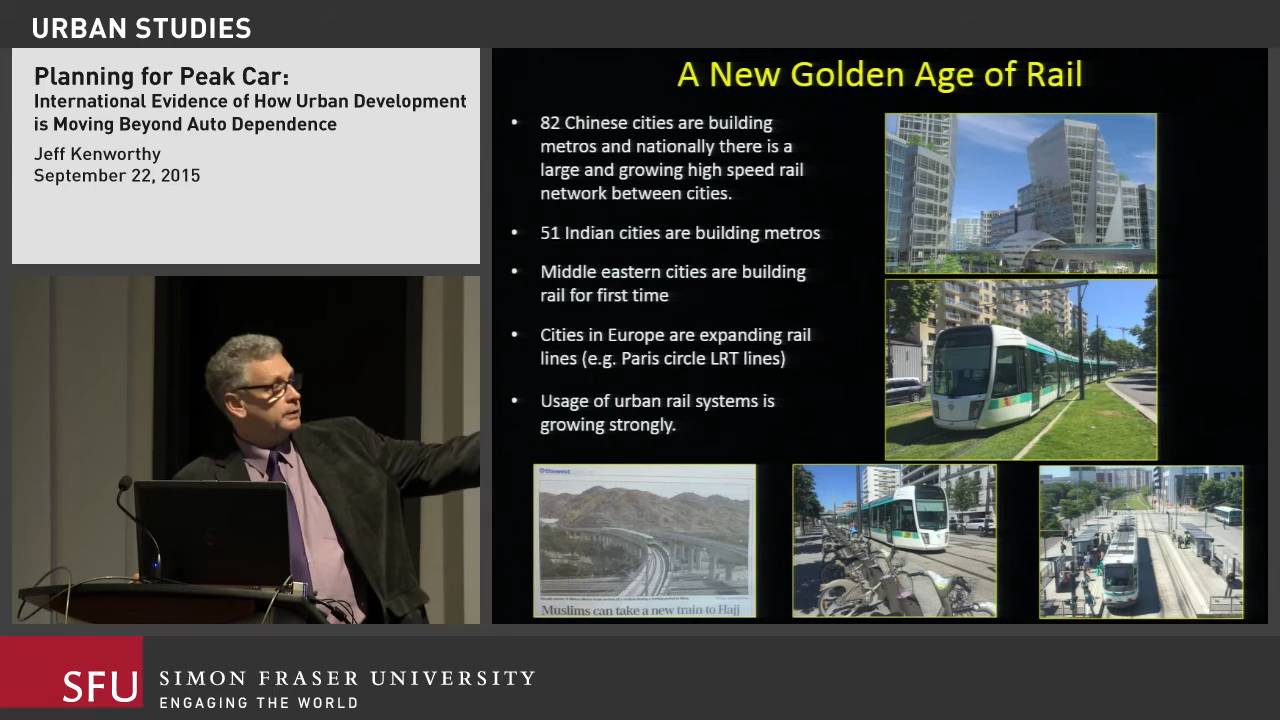 URBAN STUDIES
Planning for Peak Car:
International Evidence of How Urban Development
is Moving Beyond Auto Dependence
Jeff Kenworthy
September 22, 2015
A New Golden Age of Rail
• 82 Chinese cities are building
metros and nationally there is a
large and growing high speed rail
network between cities.
• 51 Indian cities are building metros
• Middle eastern cities are building
rail for first time
• Cities in Europe are expanding rail
lines (e.g. Paris circle LRT lines)
• Usage of urban rail systems is
growing strongly.
thewest
Muslims can take a new train to Hajj
SFU
SIMON FRASER UNIVERSITY
ENGAGING THE WORLD